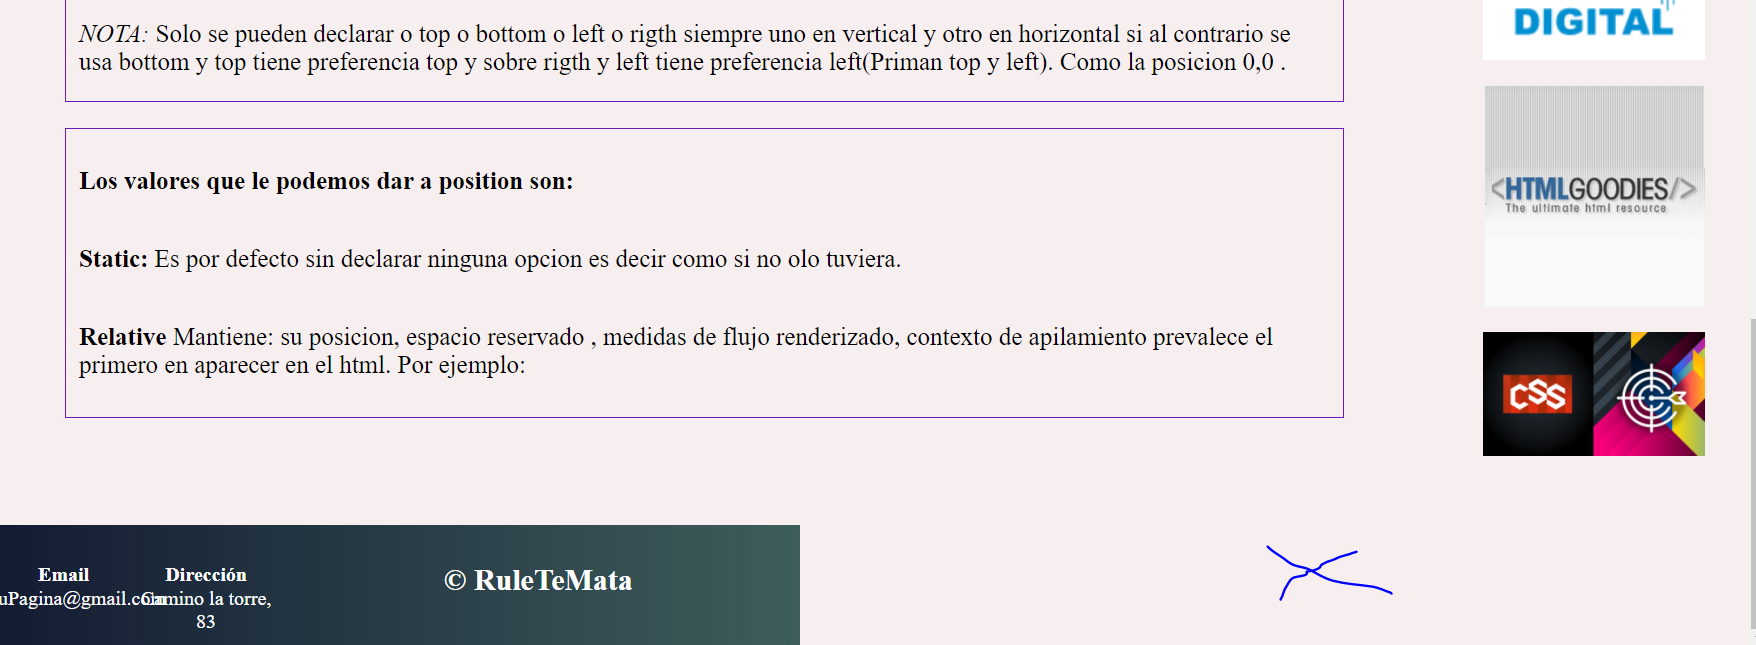 NOTA: Solo se pueden declarar o top o bottom o left o rigth siempre uno en vertical y otro en horizontal si al contrario se
usa bottom y top tiene preferencia top y sobre rigth y left tiene preferencia left(Priman top y left). Como la posicion 0,0 .
Los valores que le podemos dar a position son:
Static: Es por defecto sin declarar ninguna opcion es decir como si no olo tuviera.
Relative Mantiene: su posicion, espacio reservado , medidas de flujo renderizado, contexto de apilamiento prevalece el
primero en aparecer en el html. Por ejemplo:
DIGITAL
<HTMLGOODIES/>
The ultimate html resource
CSS
Email
uPagina@gmail.com
Dirección
Camino la torre,
83
© RuleTeMata